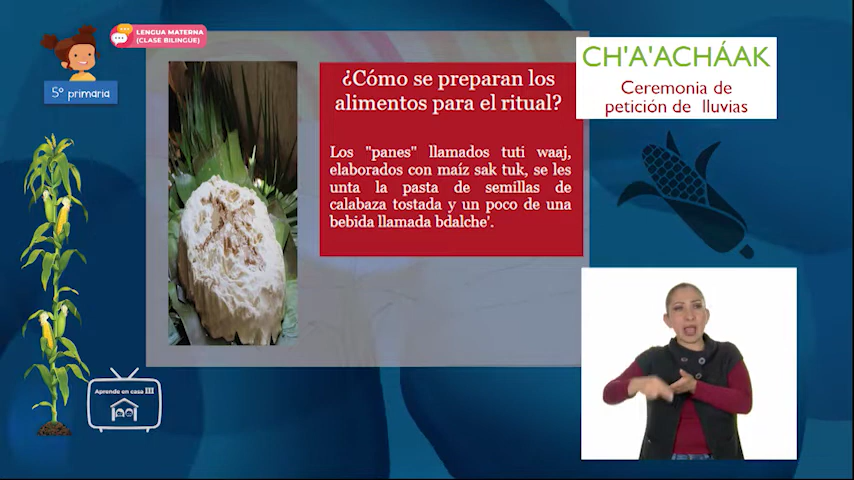 LENGUA MATERNA
(CLASE BILINGÜE)
5° primaria
¿Cómo se preparan los
alimentos para el ritual?
Los "panes" llamados tuti waaj,
elaborados con maíz sak tuk, se les
unta la pasta de semillas de
calabaza tostada y un poco de una
bebida llamada bdalche'.
CH'A'ACHÁAK
Ceremonia de
petición de lluvias
Aprende en casa III